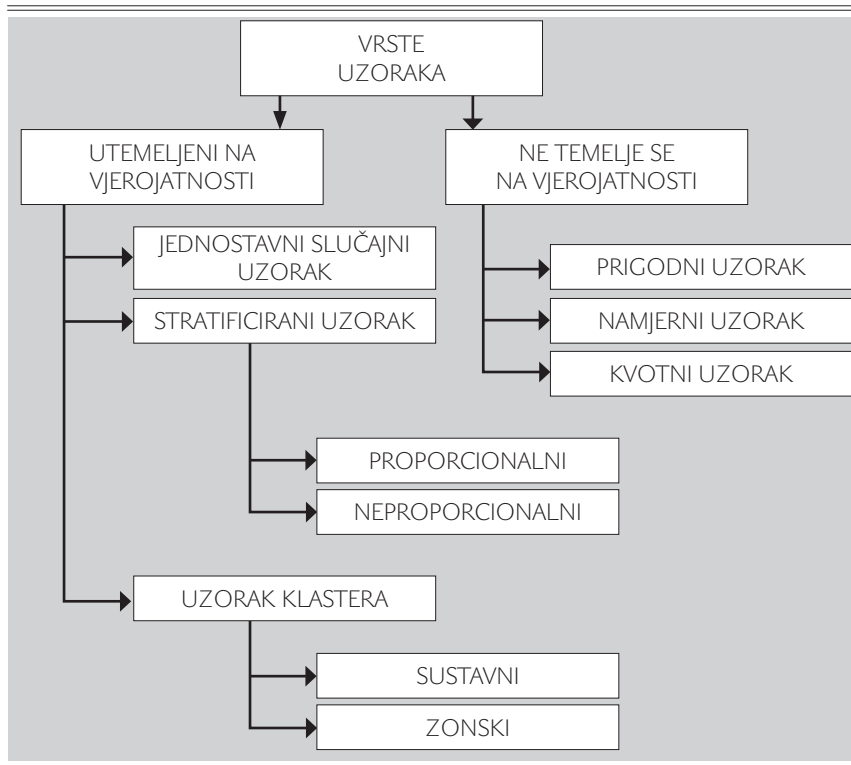 VRSTE
UZORAKA
UTEMELJENI NA
VJEROJATNOSTI
NE TEMELJE SE
NA VJEROJATNOSTI
JEDNOSTAVNI SLUČAJNI
UZORAK
PRIGODNI UZORAK
STRATIFICIRANI UZORAK
NAMJERNI UZORAK
KVOTNI UZORAK
PROPORCIONALNI
NEPROPORCIONALNI
UZORAK KLASTERA
SUSTAVNI
ZONSKI